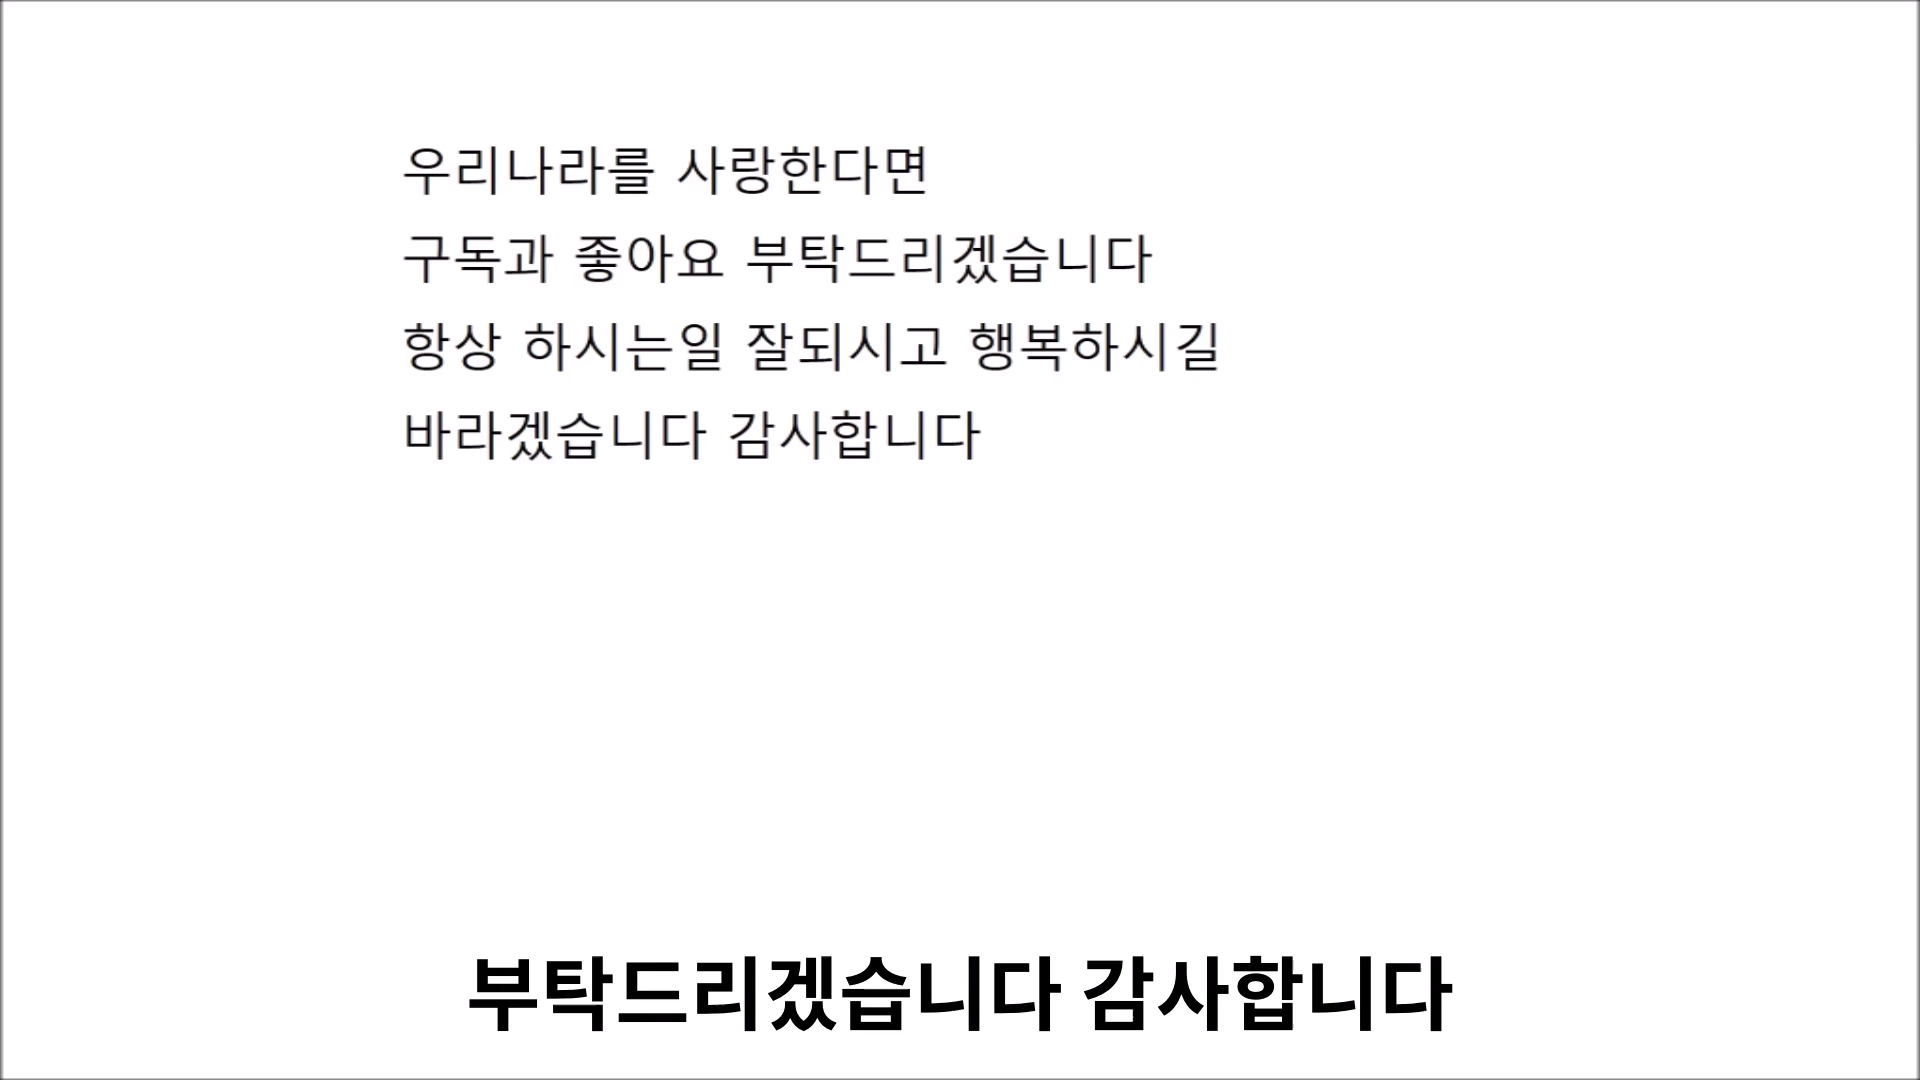 우리나라를 사랑한다면
구독과 좋아요 부탁드리겠습니다
항상 하시는일 잘되시고 행복하시길
바라겠습니다 감사합니다
부탁드리겠습니다 감사합니다